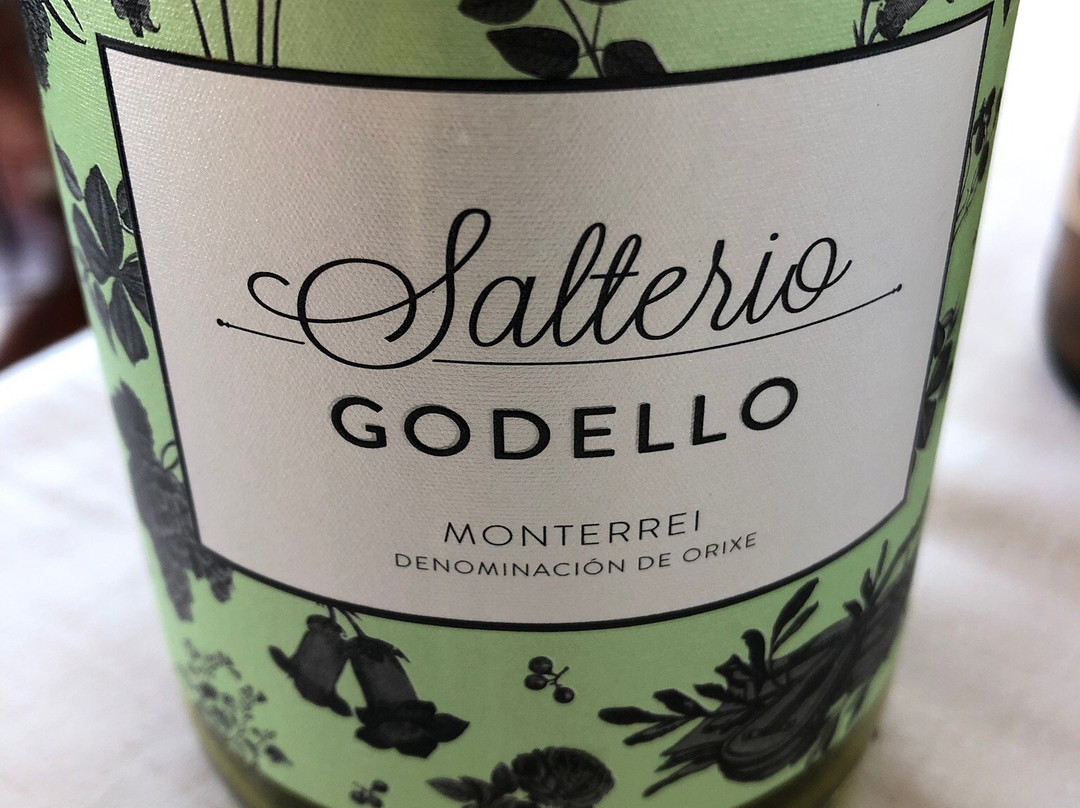 Salterio
GODELLO
MONTERREI
DENOMINACIÓN DE ORIXE